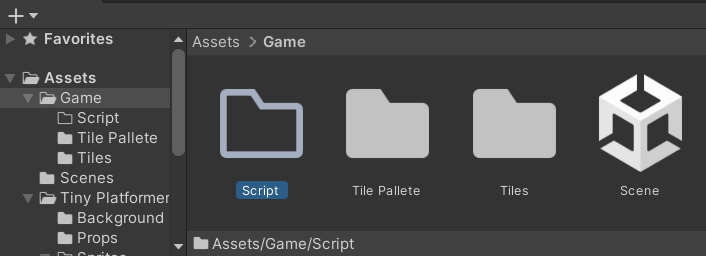 Favorites
Assets
Game
Script
Tile Pallete
Tiles
Scenes
Tiny Platformer
Background
Props
Assets > Game
Script
Tile Pallete
Tiles
Scene
Assets/Game/Script